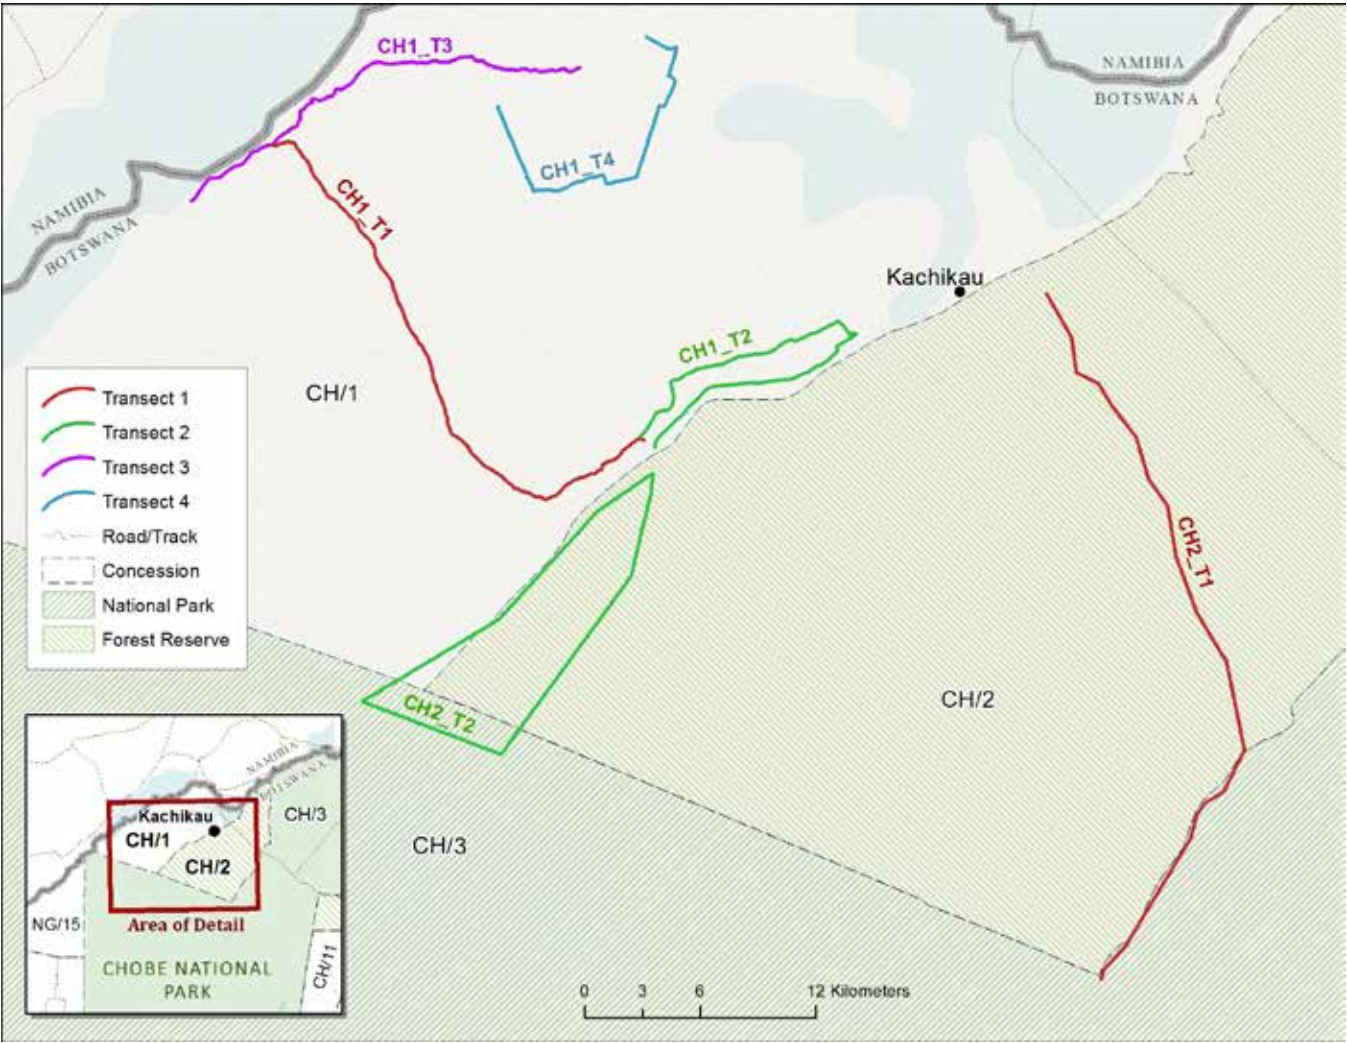 CH1_T3
NAMIBIA
BOTSWANA
CH1_T4
CH1_T1
NAMIBIA
BOTSWANA
Kachikau
CH1_T2
CH/1
Transect 1
Transect 2
Transect 3
Transect 4
Road/Track
Concession
National Park
Forest Reserve
CH2_T1
CH/2
CH2_T2
CH/3
NAMIBIA
BOTSWANA
Kachikau
CH/1
CH/3
CH/2
NG/15
Area of Detail
CHOBE NATIONAL
PARK
CH/11
0 3 6 12 Kilometers